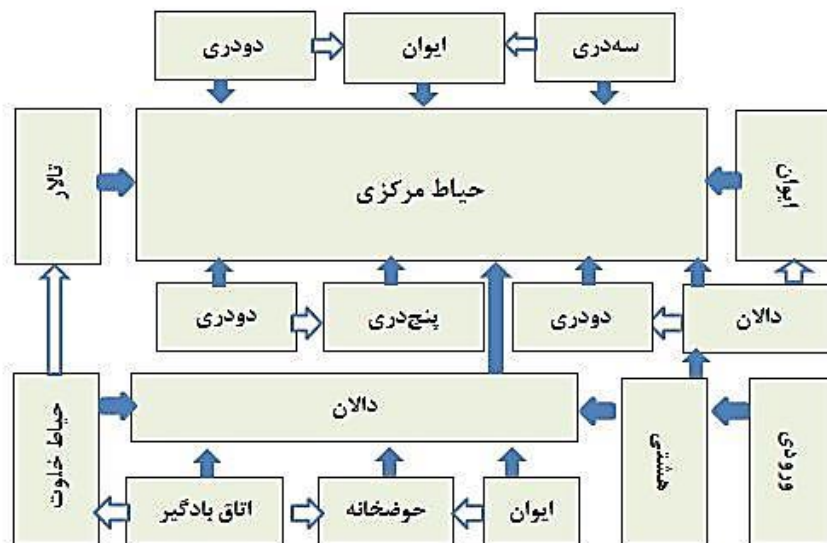 سه‌دری
ایوان
دودری
ایوان
حیاط مرکزی
تالار
دالان
دودری
پنج‌دری
دودری
ورودی
هشتی
دالان
حیاط خلوت
ایوان
حوضخانه
اتاق بادگیر